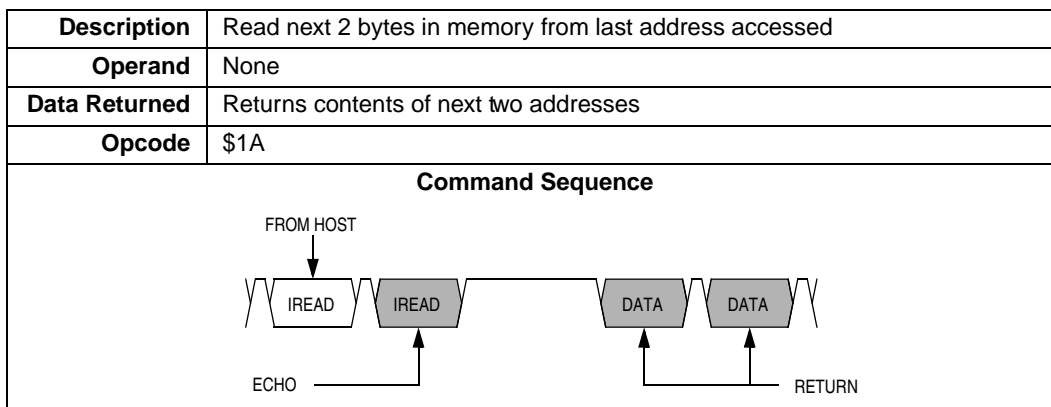 Description Read next 2 bytes in memory from last address accessed
Operand None
Data Returned Returns contents of next two addresses
Opcode $1A
Command Sequence
FROM HOST
IREAD IREAD DATA DATA
ECHO RETURN